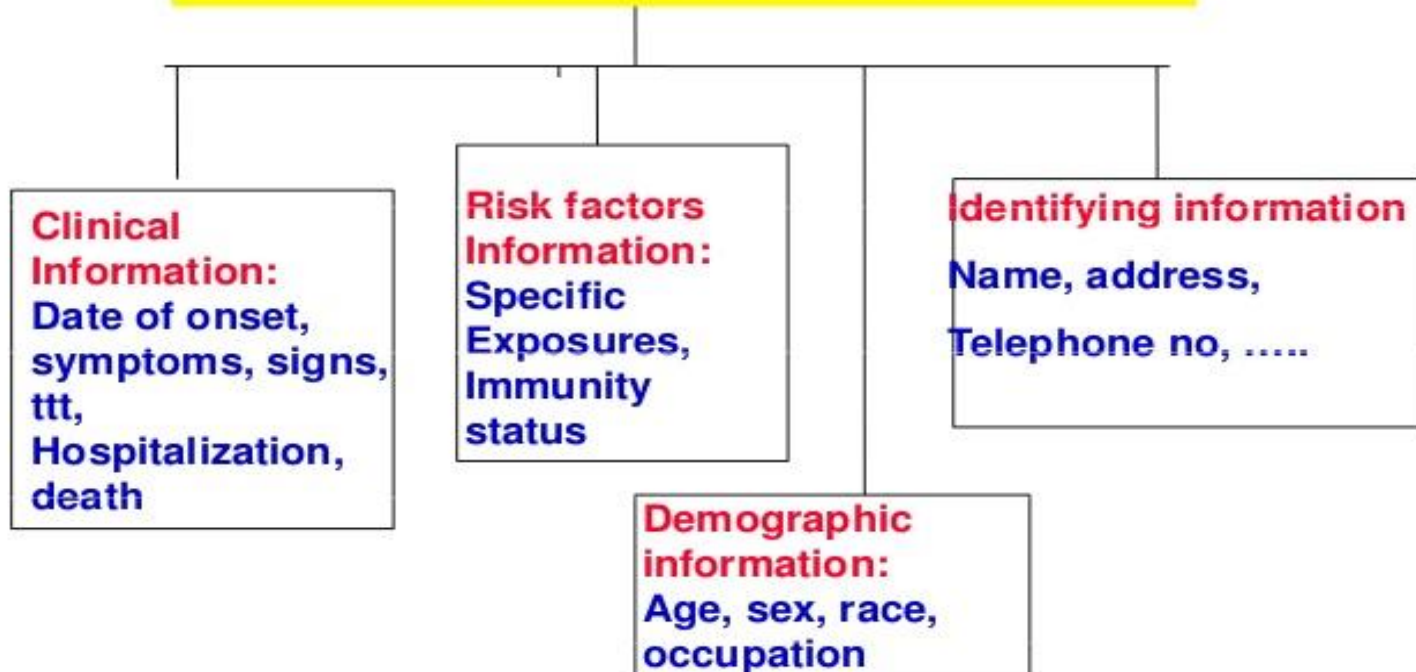 Clinical
Information:
Date of onset,
symptoms, signs,
ttt,
Hospitalization,
death
Risk factors
Information:
Specific
Exposures,
Immunity
status
Identifying information
Name, address,
Telephone no, .....
Demographic
information:
Age, sex, race,
occupation